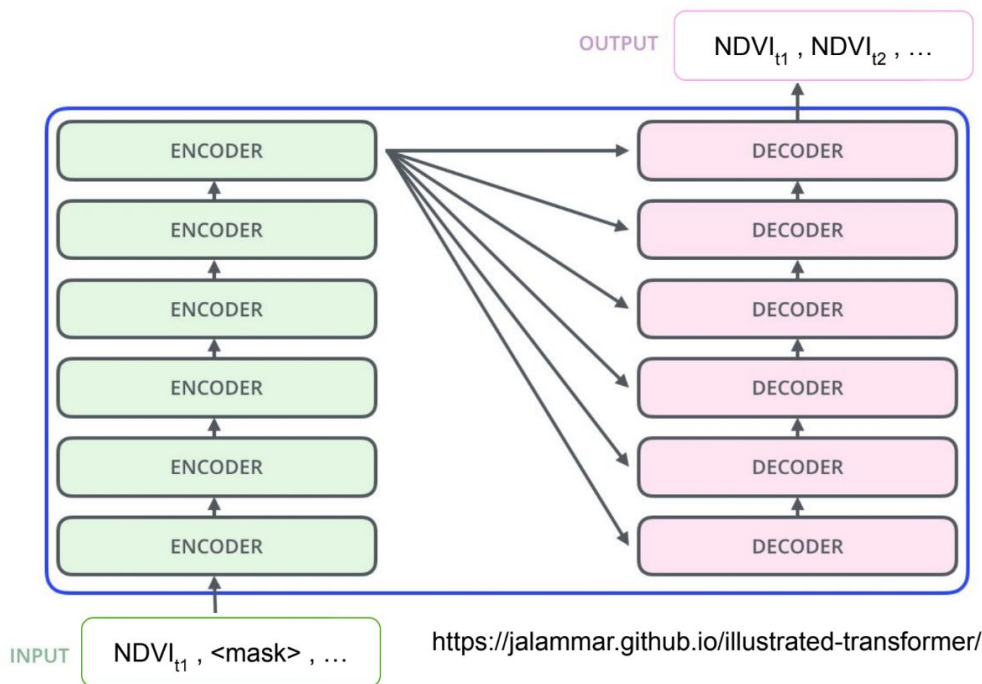 OUTPUT NDVIt1 , NDVIt2 , …
ENCODER
ENCODER
ENCODER
ENCODER
ENCODER
ENCODER
DECODER
DECODER
DECODER
DECODER
DECODER
DECODER
INPUT NDVIt1 , <mask> , …
https://jalammar.github.io/illustrated-transformer/